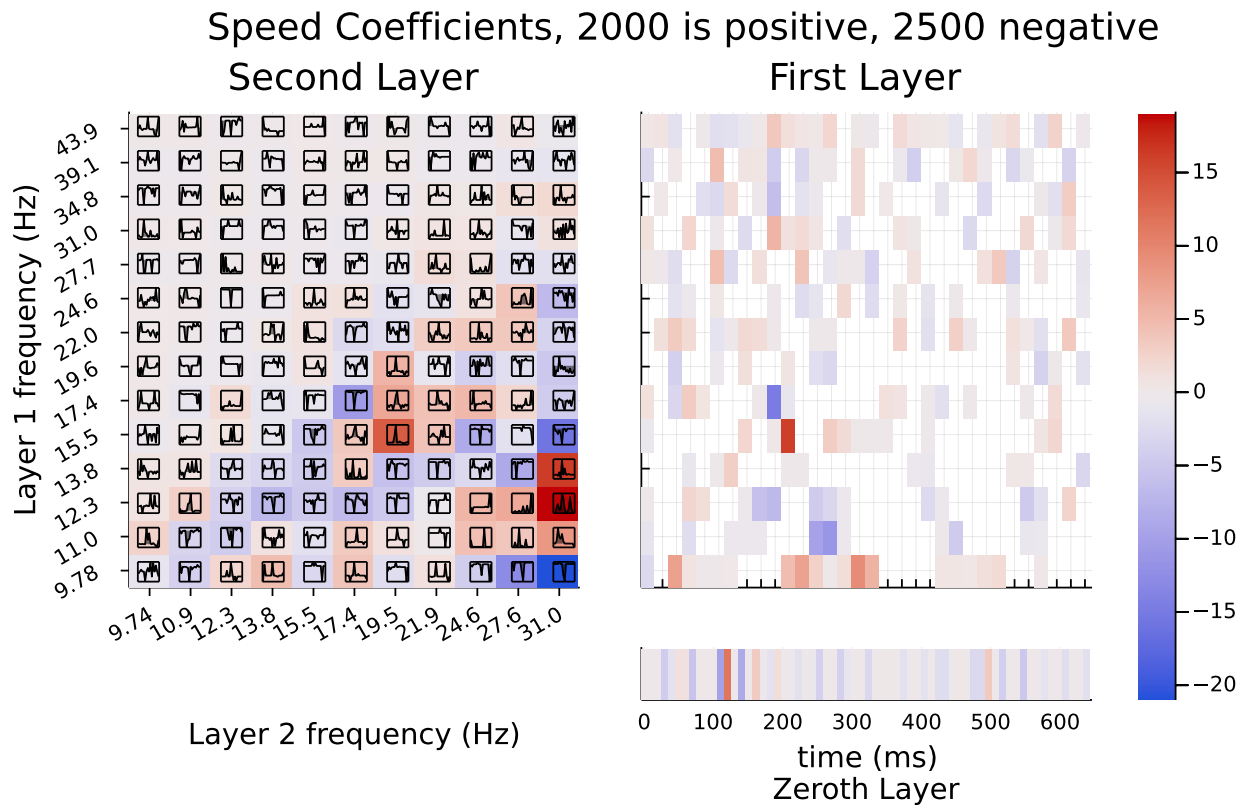 Speed Coefficients, 2000 is positive, 2500 negative
Second Layer
First Layer
Layer 1 frequency (Hz)
43.9
39.1
34.8
31.0
27.7
24.6
22.0
19.6
17.4
15.5
13.8
12.3
11.0
9.78
9.74 10.9 12.3 13.8 15.5 17.4 19.5 21.9 24.6 27.6 31.0
Layer 2 frequency (Hz)
15
10
5
0
−5
−10
−15
−20
0 100 200 300 400 500 600
time (ms)
Zeroth Layer